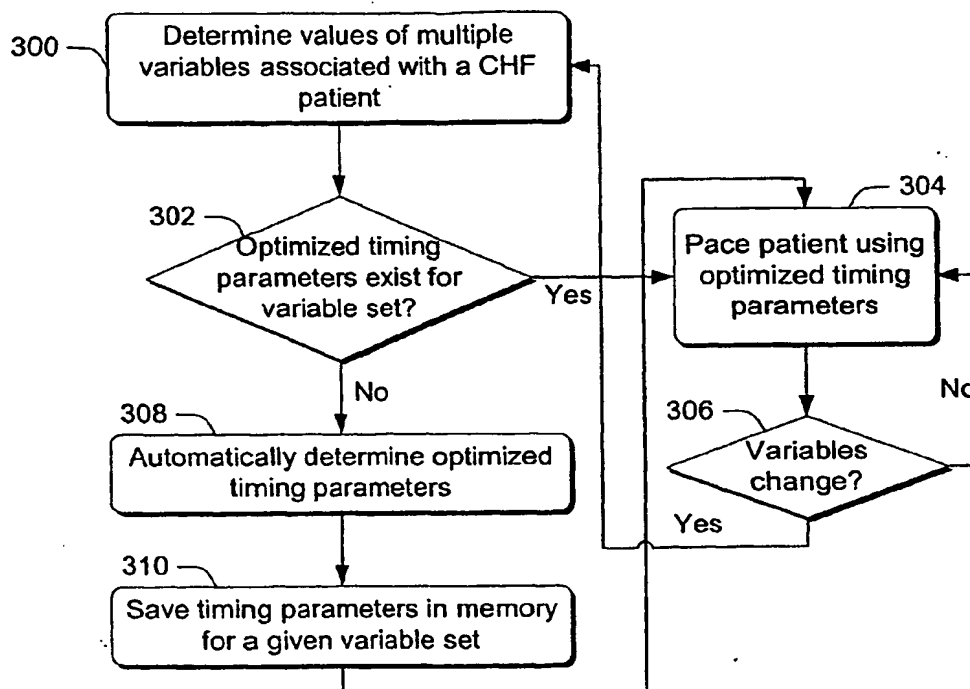 300
Determine values of multiple
variables associated with a CHF
patient
302
Optimized timing
parameters exist for
variable set?
Yes
No
308
Automatically determine optimized
timing parameters
310
Save timing parameters in memory
for a given variable set
304
Pace patient using
optimized timing
parameters
306
Variables
change?
No
Yes